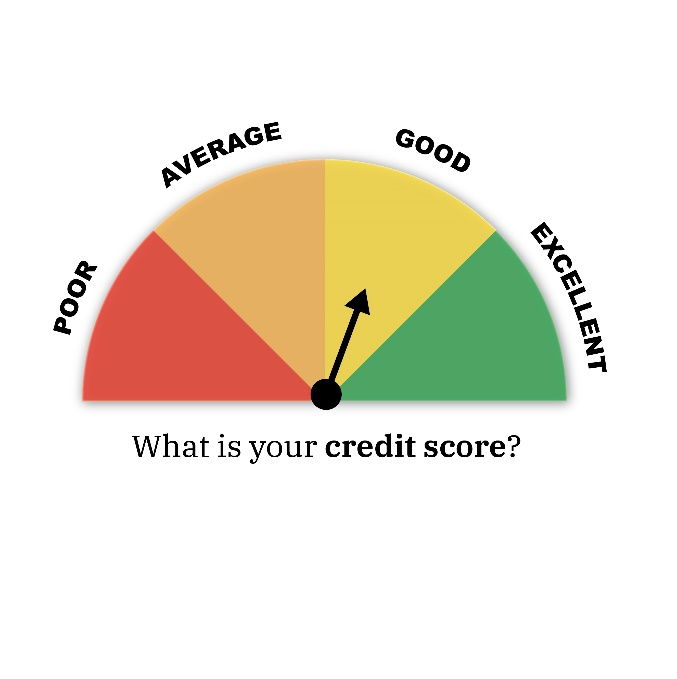 POOR
AVERAGE
GOOD
EXCELLENT
What is your credit score?